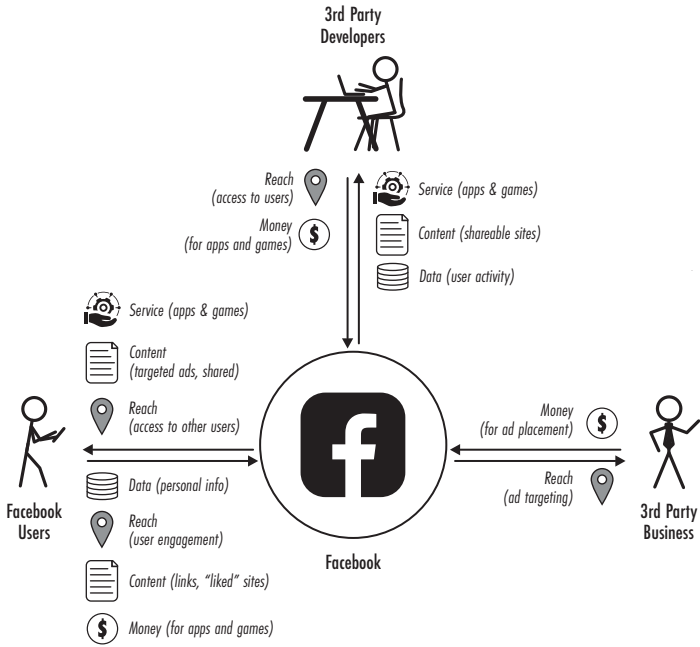 3rd Party
Developers
Reach
(access to users)
Money
(for apps and games)
$
Service (apps & games)
Content (shareable sites)
Data (user activity)
Service (apps & games)
Content
(targeted ads, shared)
Reach
(access to other users)
Facebook
Users
Data (personal info)
Reach
(user engagement)
Content (links, "liked" sites)
$
Money (for apps and games)
f
Facebook
Money
(for ad placement)
$
Reach
(ad targeting)
3rd Party
Business